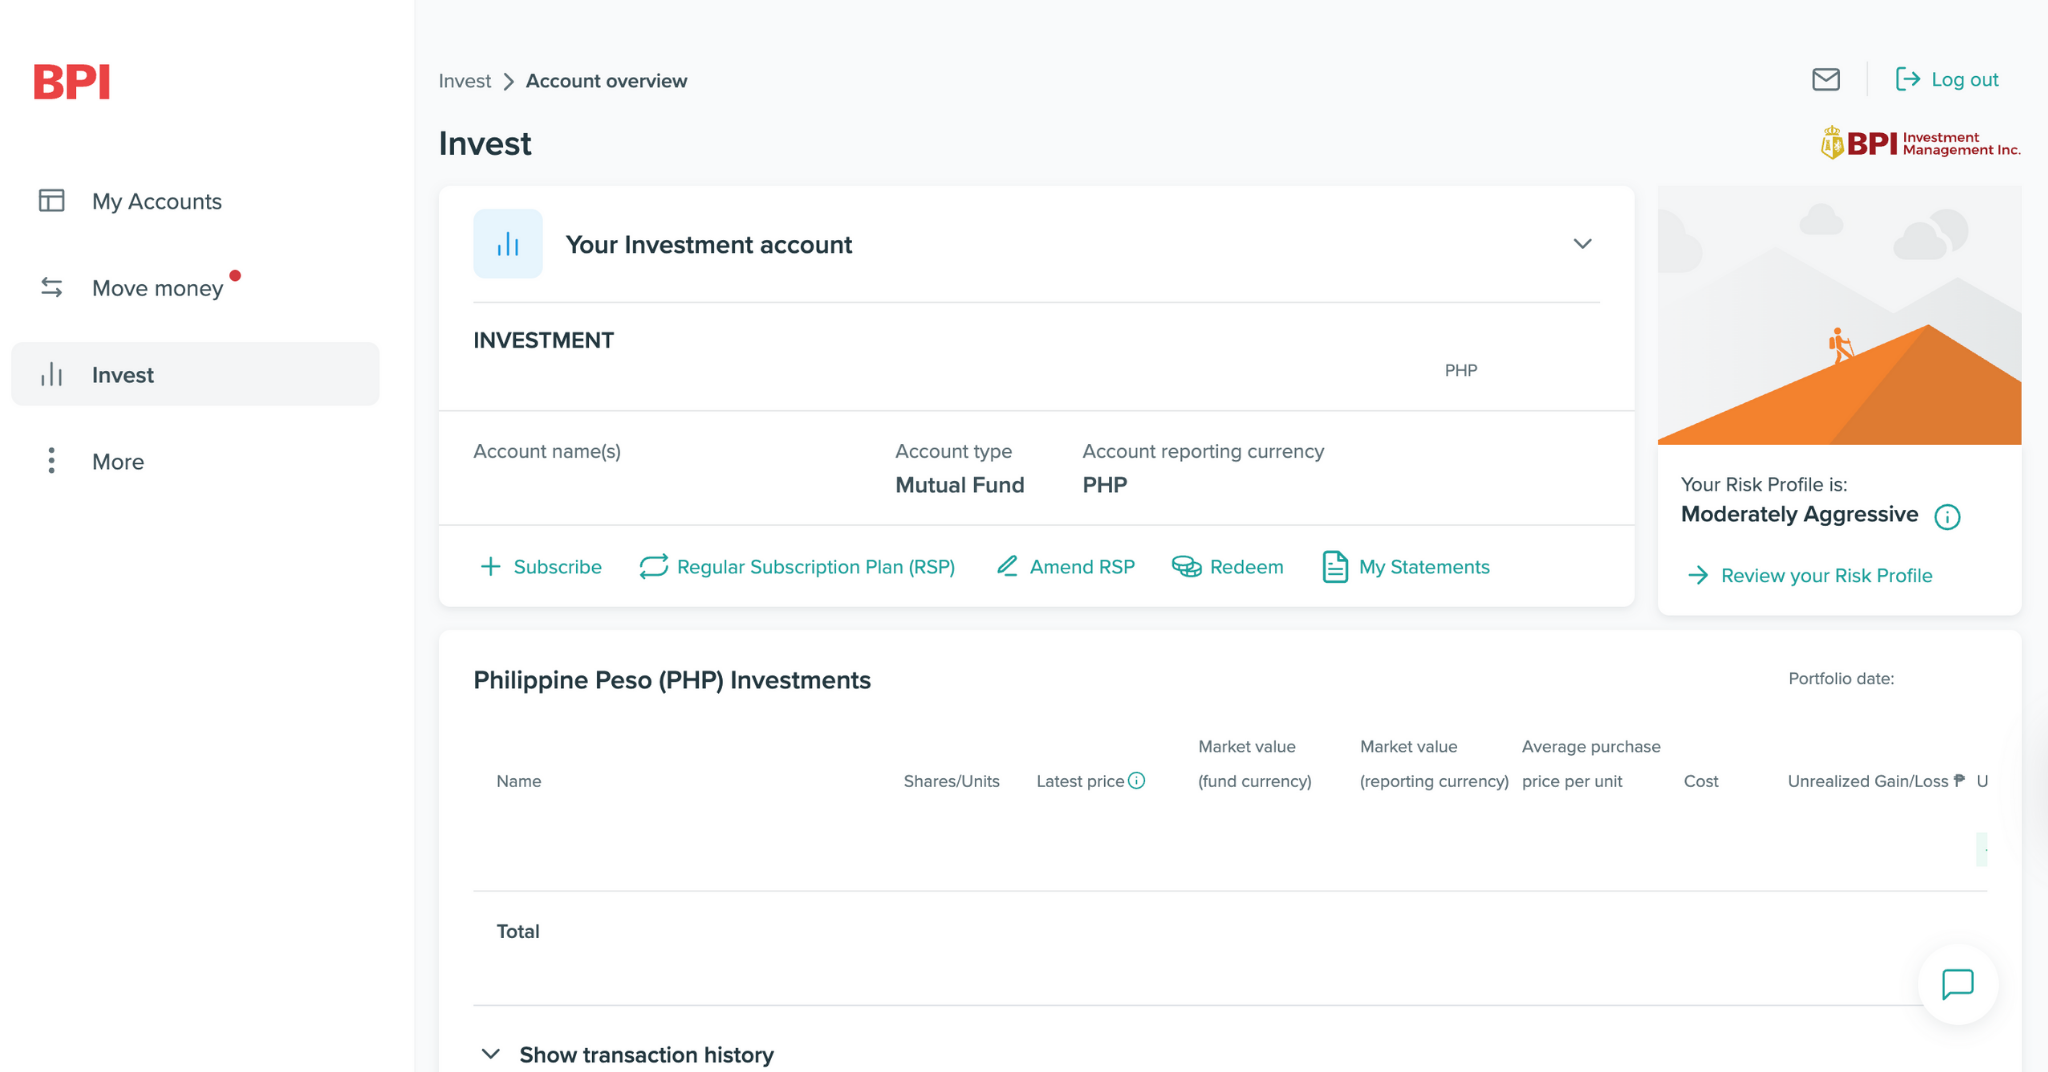 BPI
My Accounts
Move money
Invest
More
Invest > Account overview
Log out
Invest
BPI Investment
Management Inc.
Your Investment account
INVESTMENT
PHP
Account name(s)
Account type
Mutual Fund
Account reporting currency
PHP
Subscribe
Regular Subscription Plan (RSP)
Amend RSP
Redeem
My Statements
Your Risk Profile is:
Moderately Aggressive
Review your Risk Profile
Philippine Peso (PHP) Investments
Portfolio date:
Name
Shares/Units
Latest price
Market value
(fund currency)
Market value
(reporting currency)
Average purchase
price per unit
Cost
Unrealized Gain/Loss ₱
U
Total
Show transaction history